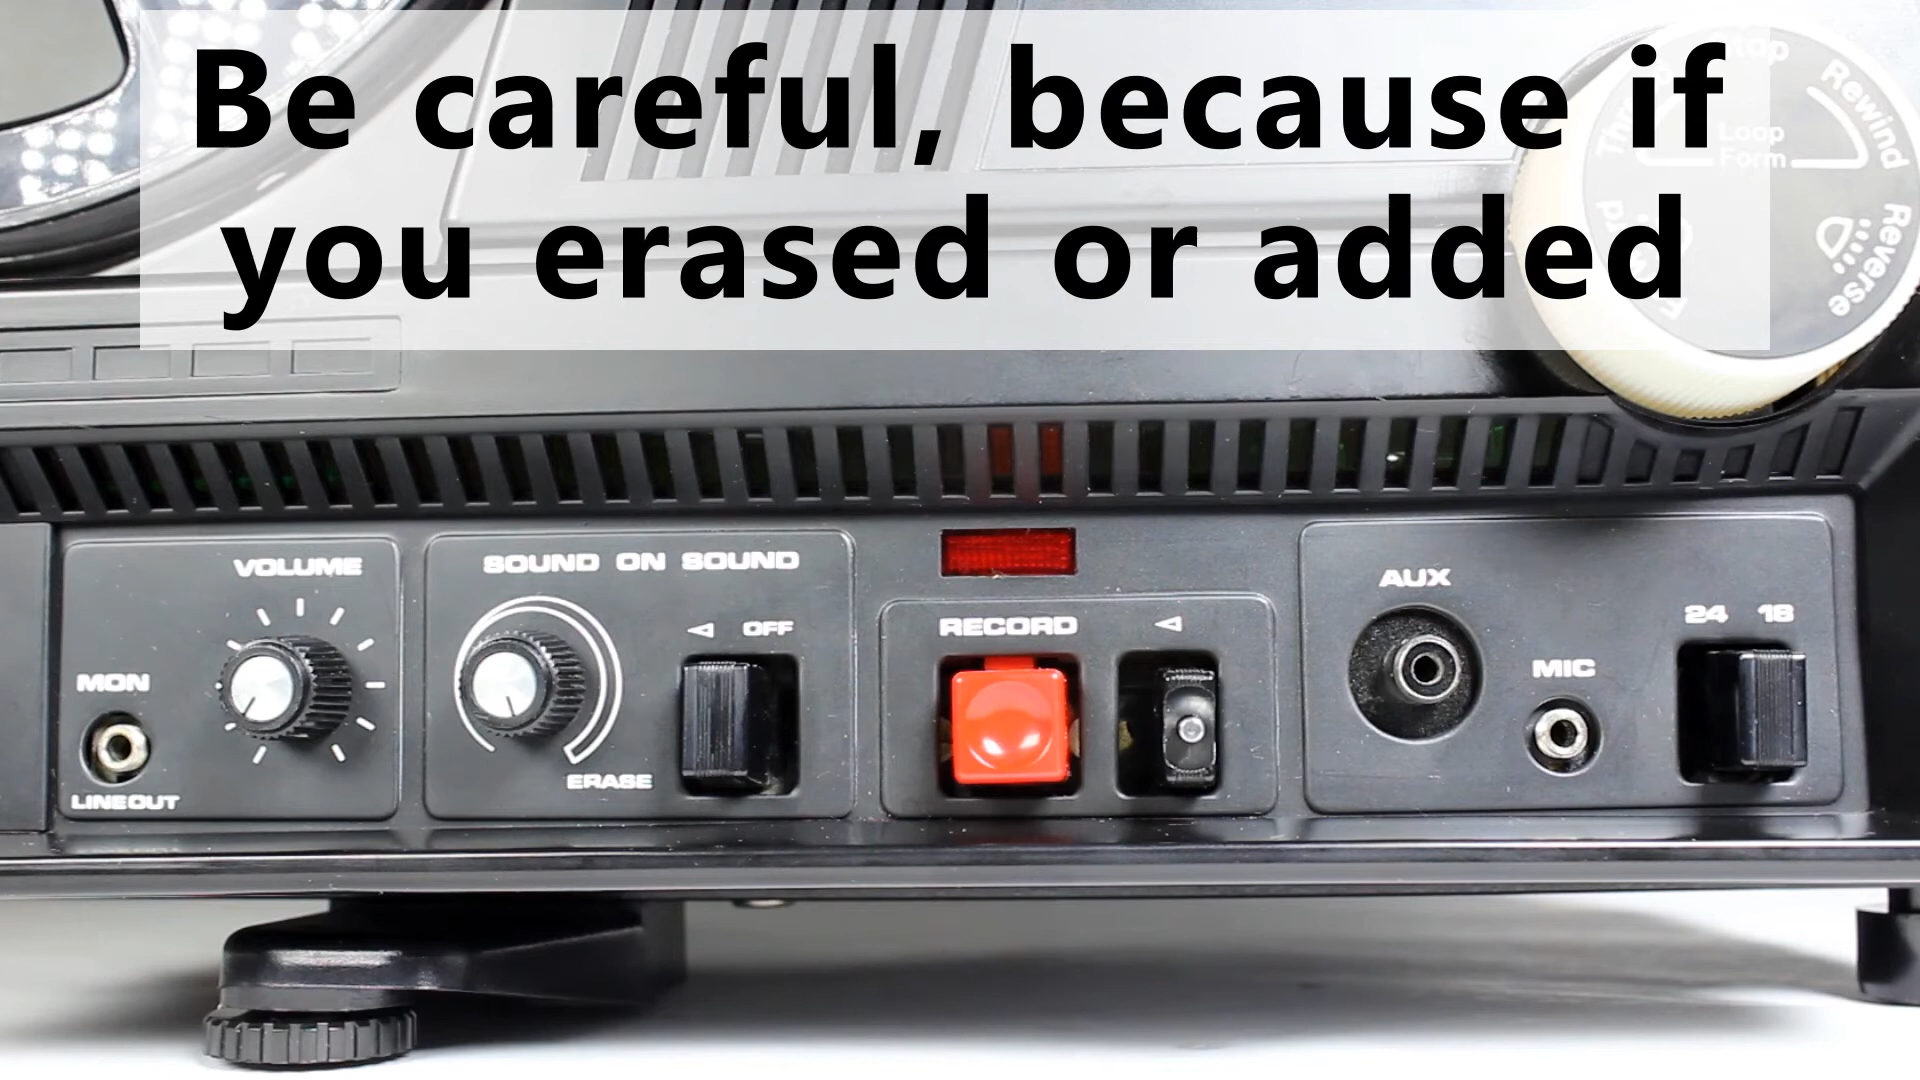 Be careful, because if
you erased or added
Rewind
Loop
Form
Reverse
VOLUME
MON
LINEOUT
SOUND ON SOUND
OFF
ERASE
RECORD
AUX
MIC
24 18